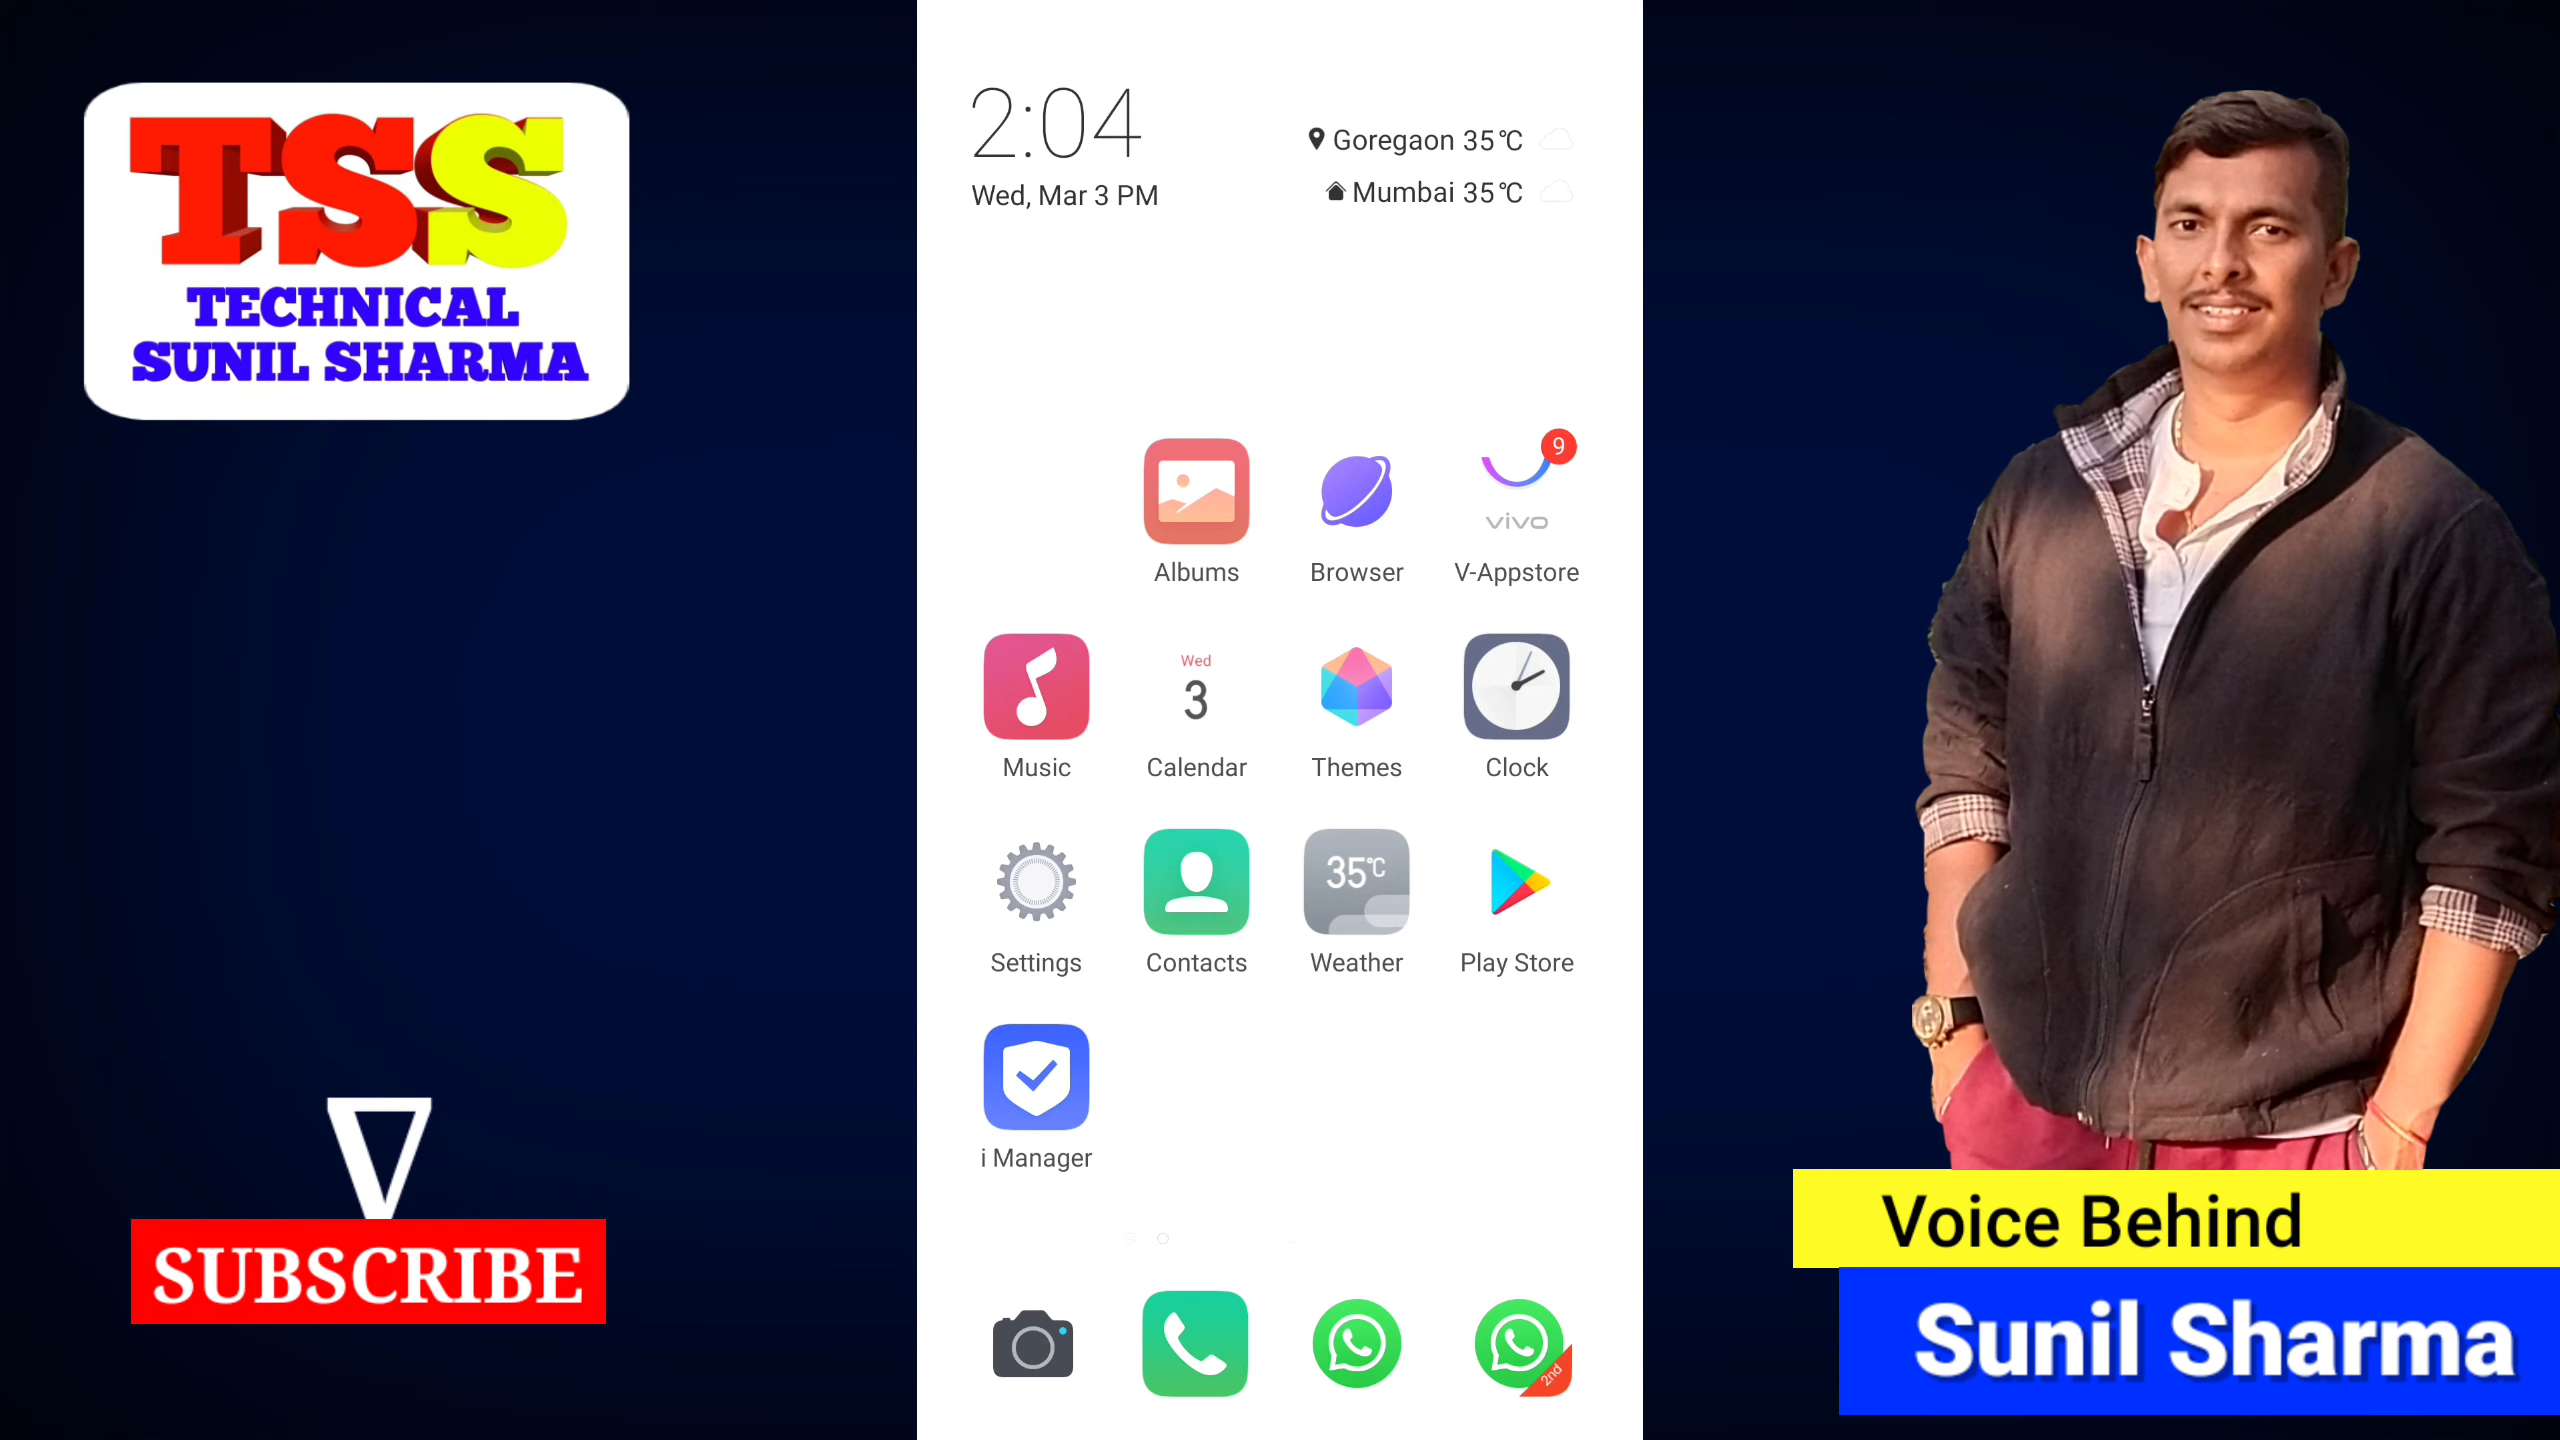 TSS
TECHNICAL
SUNIL SHARMA
SUBSCRIBE
2:04
Wed, Mar 3 PM
Goregaon 35°C
Mumbai 35°C
9
vivo
Albums
Browser
V-Appstore
Wed
3
Music
Calendar
Themes
Clock
35°C
Settings
Contacts
Weather
Play Store
i Manager
2nd
Voice Behind
Sunil Sharma